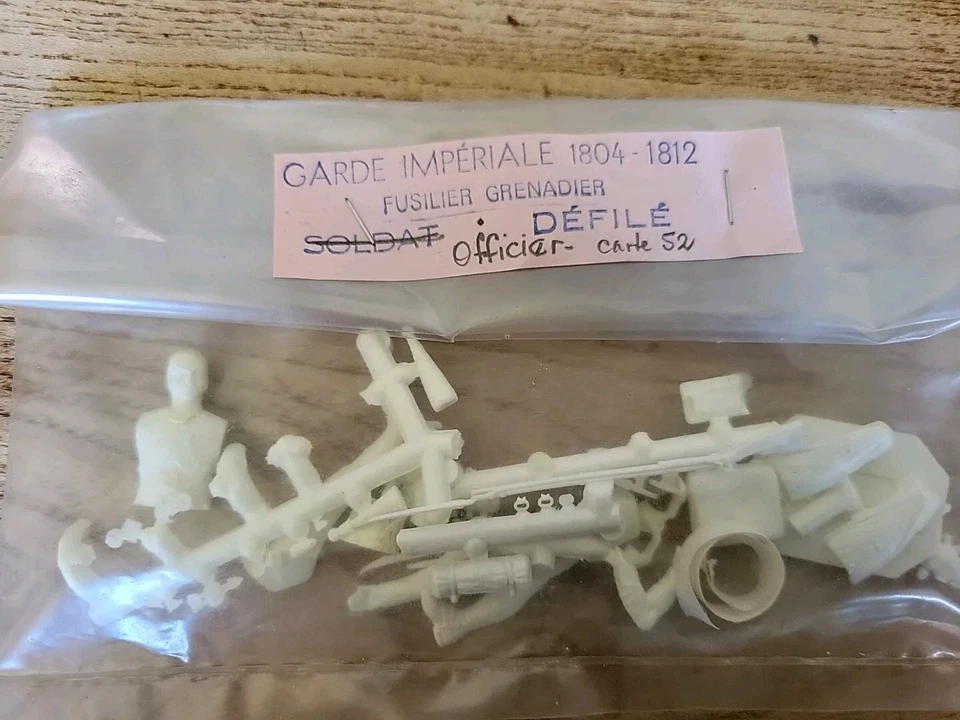 GARDE IMPÉRIALE 1804-1812
FUSILIER GRENADIER
SOLDAT . DÉFILÉ
Officier- carte 52